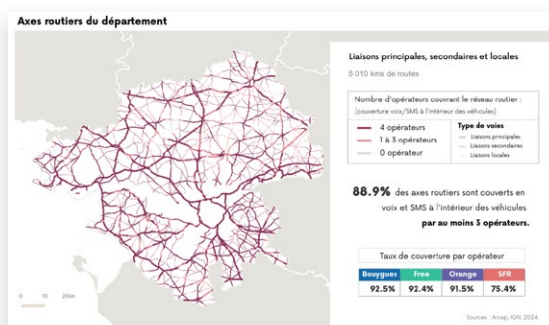 Axes routiers du département
Liaisons principales, secondaires et locales
5 010 kms de routes
Nombre d'opérateurs couvrant le réseau routier :
(couverture voix/SMS à l'intérieur des véhicules)
4 opérateurs
1 à 3 opérateurs
0 opérateur
Type de voies
Liaisons principales
Liaisons secondaires
Liaisons locales
88.9% des axes routiers sont couverts en
voix et SMS à l'intérieur des véhicules
par au moins 3 opérateurs.
Taux de couverture par opérateur
Bouygues Free Orange SFR
92.5% 92.4% 91.5% 75.4%
0 10 20km
Sources : Arcep, IGN, 2024.